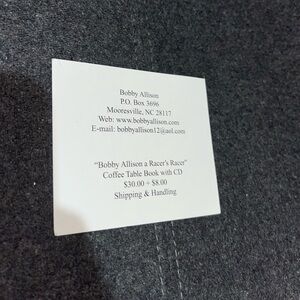 Bobby Allison
P.O. Box 3696
Mooresville, NC 28117
Web: www.bobbyallison.com
E-mail: bobbyallison12@aol.com
"Bobby Allison a Racer's Racer"
Coffee Table Book with CD
$30.00 + $8.00
Shipping & Handling